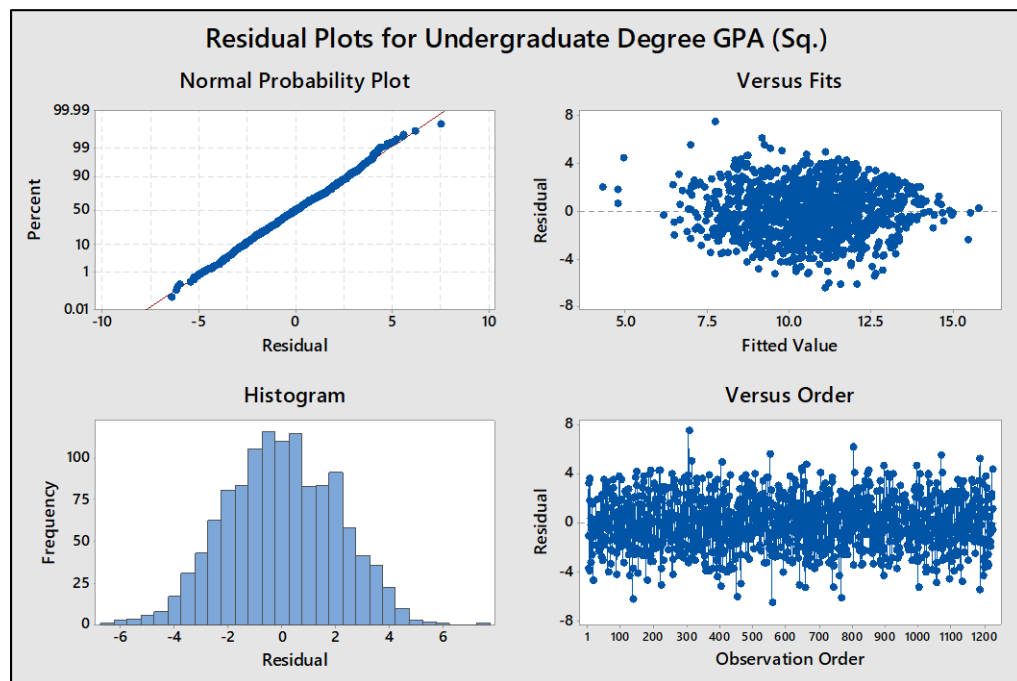 Residual Plots for Undergraduate Degree GPA (Sq.)
Normal Probability Plot
99.99
99
90
50
10
1
0.01
Percent
-10 -5 0 5 10
Residual
Versus Fits
8
4
0
-4
-8
Residual
5.0 7.5 10.0 12.5 15.0
Fitted Value
Histogram
100
75
50
25
0
Frequency
-6 -4 -2 0 2 4 6
Residual
Versus Order
8
4
0
-4
-8
Residual
1 100 200 300 400 500 600 700 800 900 1000 1100 1200
Observation Order